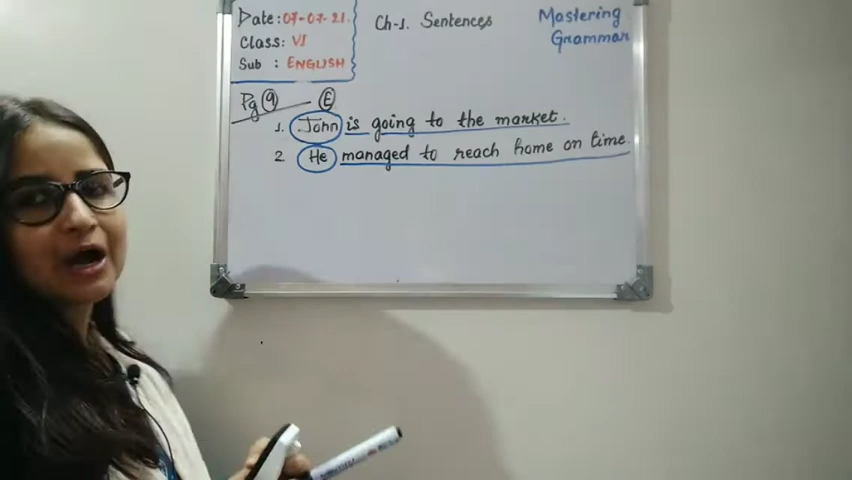 Date: 07-07-21.
Class: VI
Sub : ENGLISH
Ch-1. Sentences
Mastering
Grammar
Pg 9 E
1. John is going to the market.
2 He managed to reach home on time.